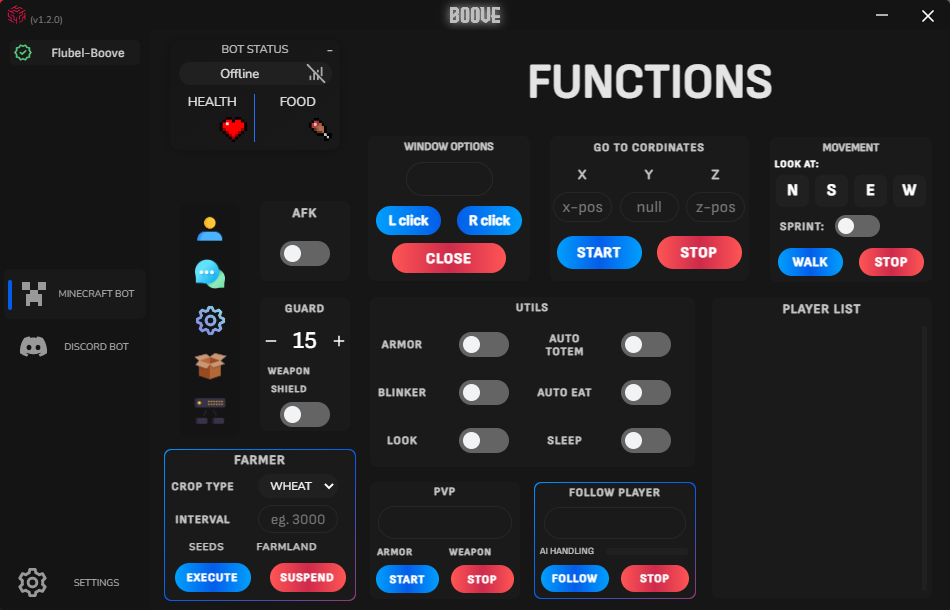 (v1.2.0)
BOOVE
Flubel-Boove
BOT STATUS
-
Offline
HEALTH
FOOD
FUNCTIONS
MINECRAFT BOT
DISCORD BOT
SETTINGS
AFK
GUARD
- 15 +
WEAPON
SHIELD
WINDOW OPTIONS
L click
R click
CLOSE
GO TO CORDINATES
X Y Z
x-pos null z-pos
START STOP
MOVEMENT
LOOK AT:
N S E W
SPRINT:
WALK STOP
UTILS
ARMOR
AUTO
TOTEM
BLINKER
AUTO EAT
LOOK
SLEEP
PLAYER LIST
FARMER
CROP TYPE WHEAT
INTERVAL eg. 3000
SEEDS FARMLAND
EXECUTE SUSPEND
PVP
ARMOR WEAPON
START STOP
FOLLOW PLAYER
AI HANDLING
FOLLOW STOP